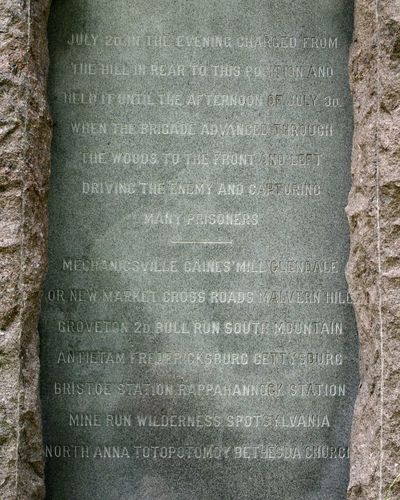 JULY 2D. IN THE EVENING CHARGED FROM
THE HILL IN REAR TO THIS POSITION AND
HELD IT UNTIL THE AFTERNOON OF JULY 3D.
WHEN THE BRIGADE ADVANCED THROUGH
THE WOODS TO THE FRONT AND LEFT
DRIVING THE ENEMY AND CAPTURING
MANY PRISONERS
MECHANICSVILLE GAINES' MILL GLENDALE
OR NEW MARKET CROSS ROADS MALVERN HILL
GROVETON 2D. BULL RUN SOUTH MOUNTAIN
ANTIETAM FREDERICKSBURG GETTYSBURG
BRISTOE STATION RAPPAHANNOCK STATION
MINE RUN WILDERNESS SPOTSYLVANIA
NORTH ANNA TOTOPOTOMOY BETHESDA CHURCH